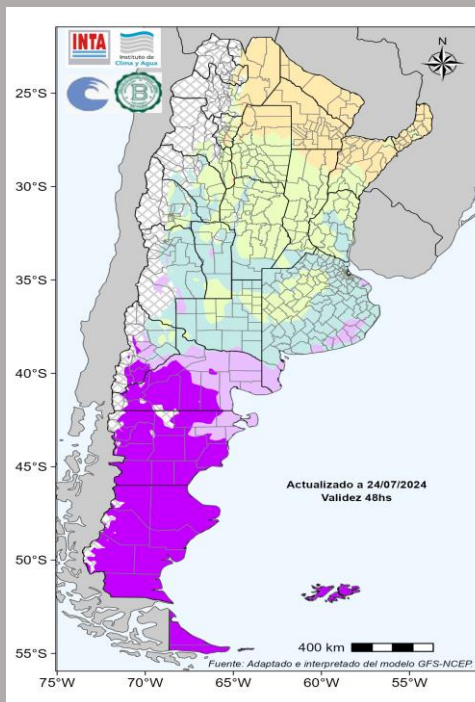 INTA
Instituto de
Clima y Agua
B
25°S
30°S
35°S
40°S
45°S
50°S
55°S
Actualizado a 24/07/2024
Validez 48hs
400 km
Fuente: Adaptado e interpretado del modelo GFS-NCEP.
75°W
70°W
65°W
60°W
55°W